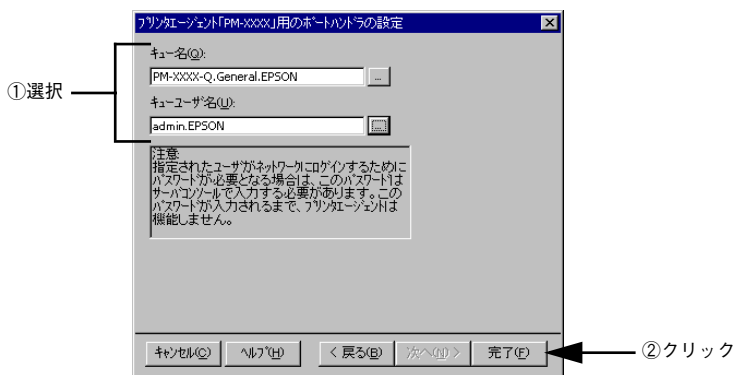 プリンタエージェント「PM-XXXX」用のポートハンドラの設定
キュー名(Q):
①選択
PM-XXXX-Q.General.EPSON
...
キューユーザ名(U):
admin.EPSON
...
注意:
指定されたユーザがネットワークにログインするために
パスワードが必要となる場合は、このパスワードは
サーバコンソールで入力する必要があります。この
パスワードが入力されるまで、プリンタエージェントは
機能しません。
キャンセル(C)
ヘルプ(H)
< 戻る(B)
次へ(N) >
完了(F)
②クリック